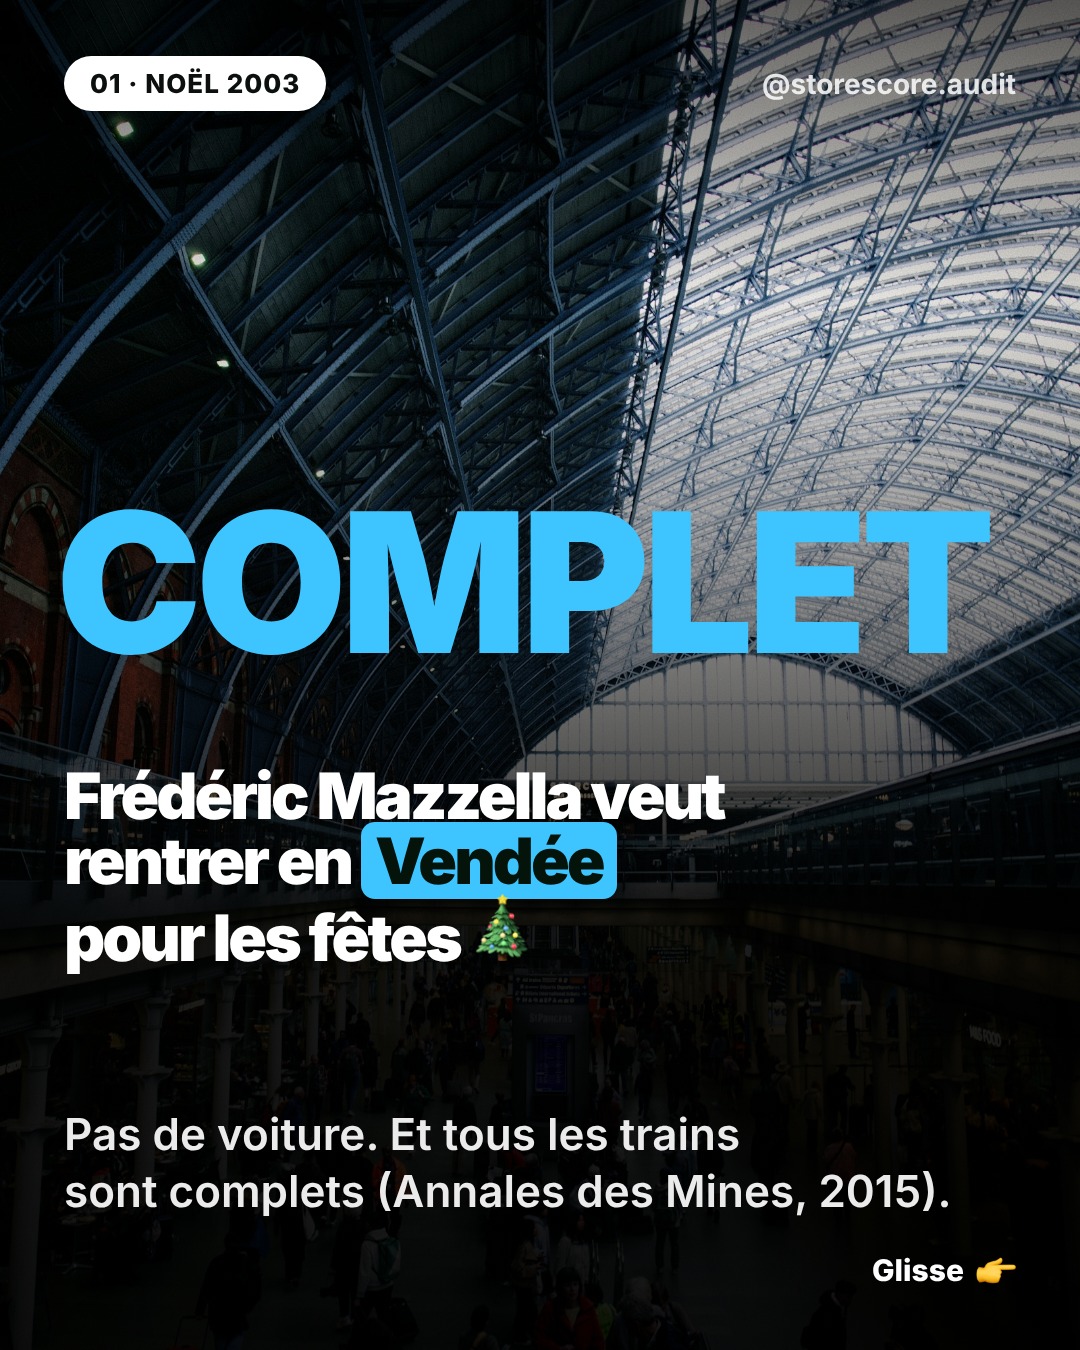 01 · NOËL 2003
@storescore.audit
COMPLET
Frédéric Mazzella veut
rentrer en Vendée
pour les fêtes 🎄
Pas de voiture. Et tous les trains
sont complets (Annales des Mines, 2015).
Glisse 👉